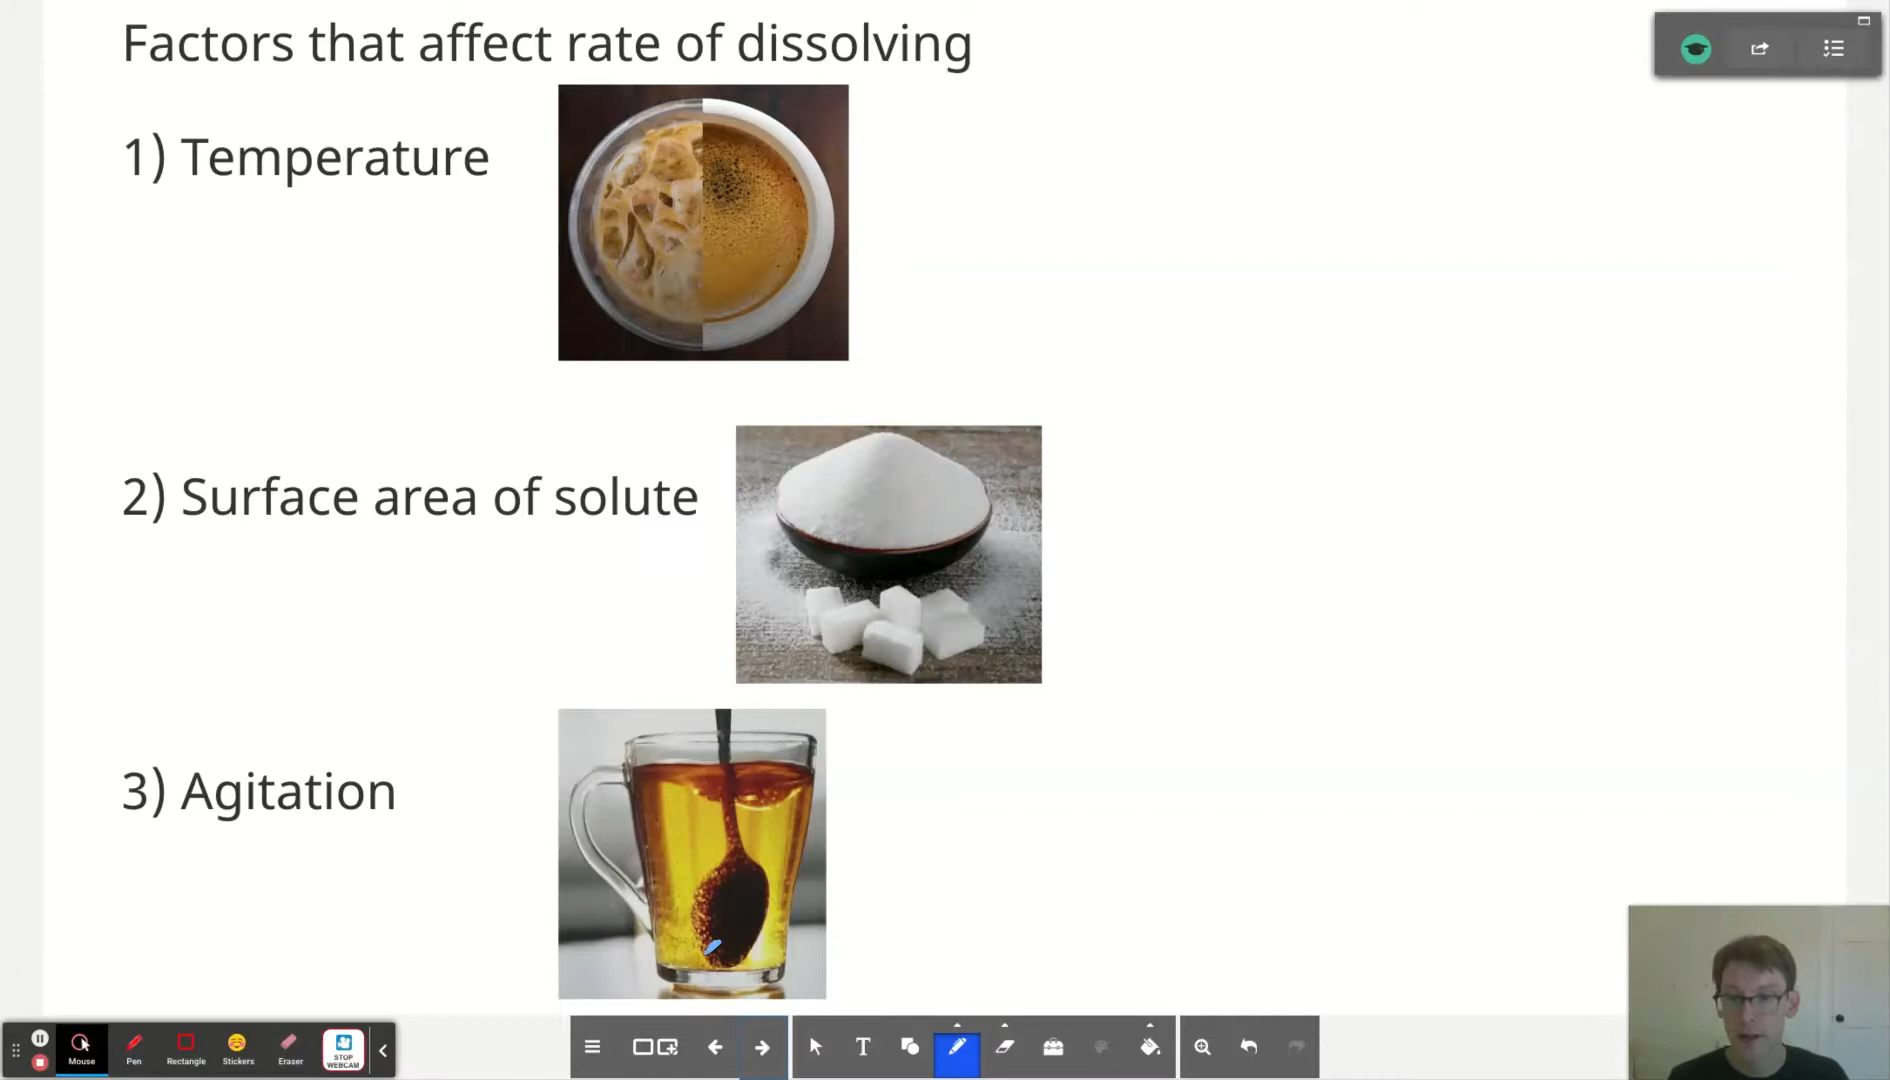 Factors that affect rate of dissolving
1) Temperature
2) Surface area of solute
3) Agitation
Mouse
Pen
Rectangle
Stickers
Eraser
STOP
WEBCAM
T